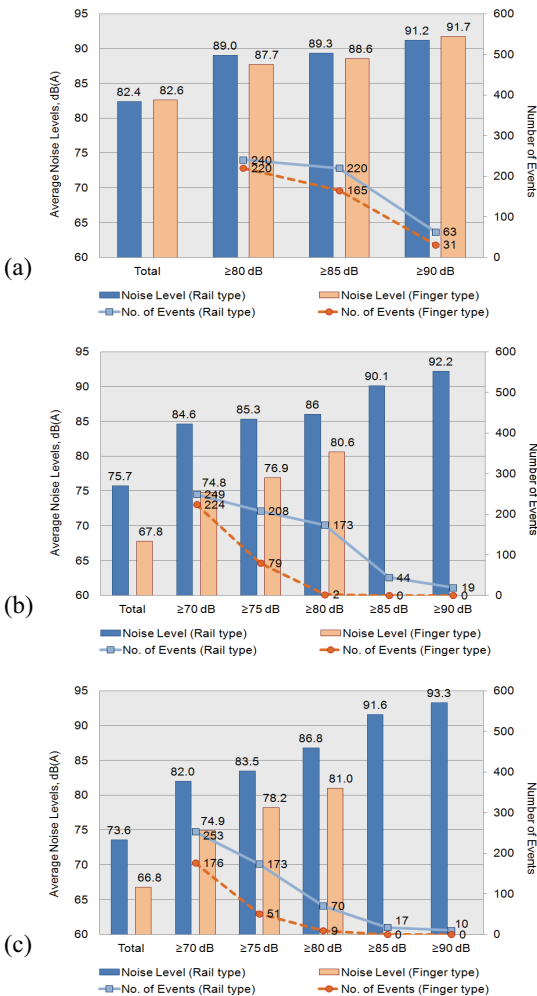 95 600
91.2 91.7
90 89.0 89.3 500
87.7 88.6
85 82.4 82.6 400
80
75 240 220 300
70 220 165 200
65 63 100
31
60 0
Total ≥80 dB ≥85 dB ≥90 dB
Average Noise Levels, dB(A)
Number of Events
(a)
Noise Level (Rail type) Noise Level (Finger type)
No. of Events (Rail type) No. of Events (Finger type)
95 600
92.2
90 90.1 500
85 84.6 85.3 86 400
80 80.6
75.7 74.8 76.9
75 249 300
70 224 208 173 200
67.8
65 79 44 100
19
60 2 0 0 0
Total ≥70 dB ≥75 dB ≥80 dB ≥85 dB ≥90 dB
Average Noise Levels, dB(A)
Number of Events
(b)
Noise Level (Rail type) Noise Level (Finger type)
No. of Events (Rail type) No. of Events (Finger type)
95 600
93.3
90 91.6 500
86.8
85 82.0 83.5 400
80 78.2 81.0
75 73.6 74.9 300
253
70 176 173 200
66.8
65 51 70 100
17 10
60 9 0 0 0
Total ≥70 dB ≥75 dB ≥80 dB ≥85 dB ≥90 dB
Average Noise Levels, dB(A)
Number of Events
(c)
Noise Level (Rail type) Noise Level (Finger type)
No. of Events (Rail type) No. of Events (Finger type)